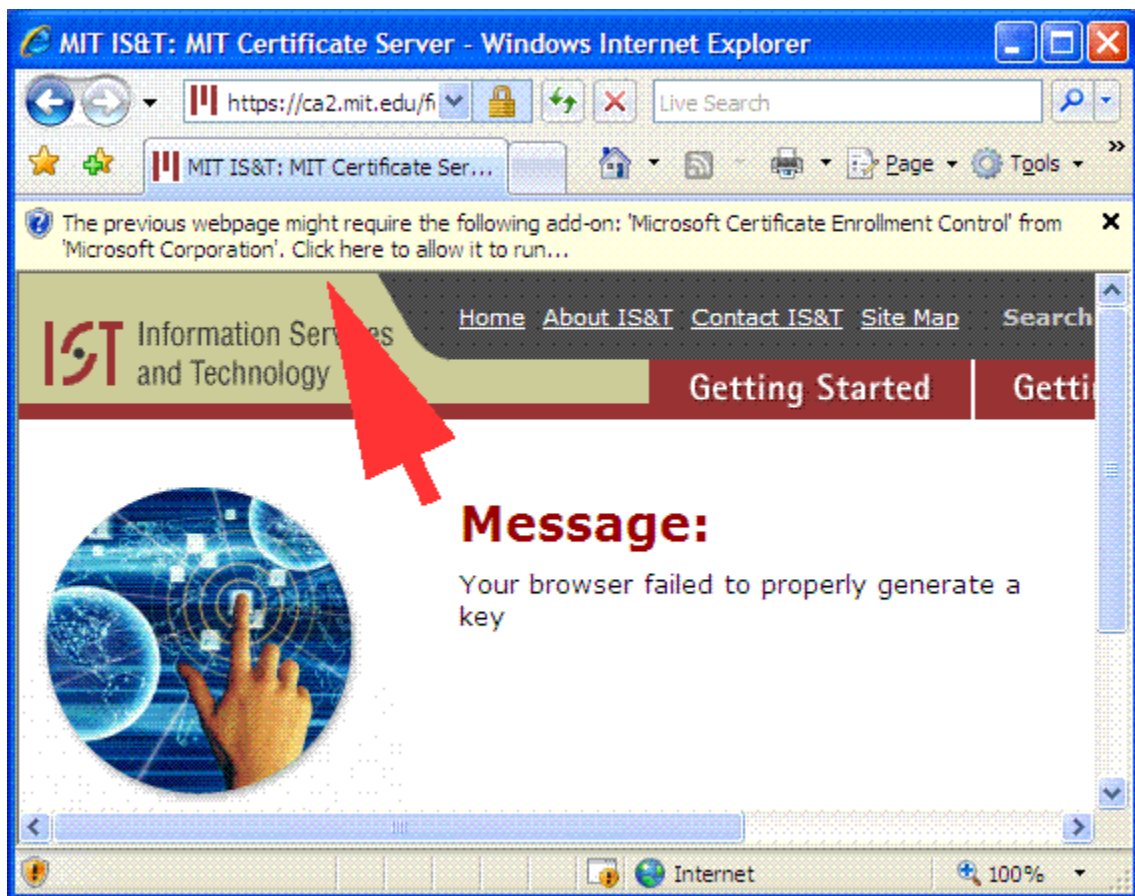 MIT IS&T: MIT Certificate Server - Windows Internet Explorer
https://ca2.mit.edu/fi
Live Search
MIT IS&T: MIT Certificate Ser...
Page
Tools
The previous webpage might require the following add-on: 'Microsoft Certificate Enrollment Control' from
'Microsoft Corporation'. Click here to allow it to run...
Home About IS&T Contact IS&T Site Map Search
IST Information Services
and Technology
Getting Started Getti
Message:
Your browser failed to properly generate a
key
Internet
100%